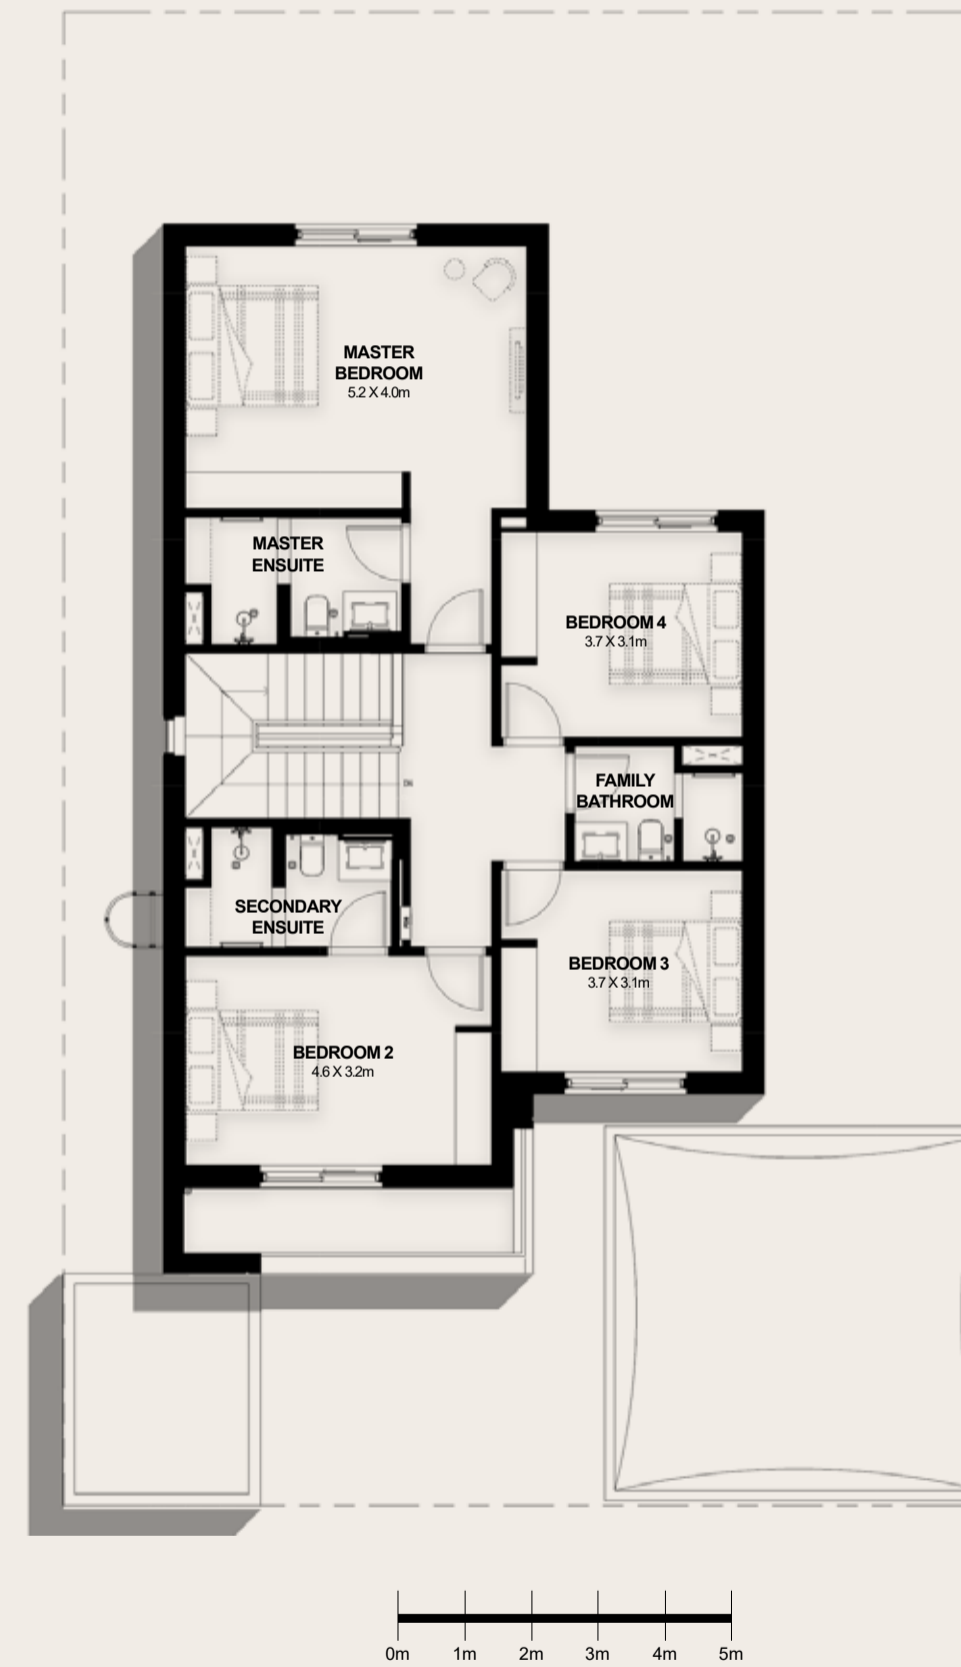 MASTER
BEDROOM
5.2 X 4.0m
MASTER
ENSUITE
BEDROOM 4
3.7 X 3.1m
FAMILY
BATHROOM
SECONDARY
ENSUITE
BEDROOM 3
3.7 X 3.1m
BEDROOM 2
4.6 X 3.2m
0m 1m 2m 3m 4m 5m